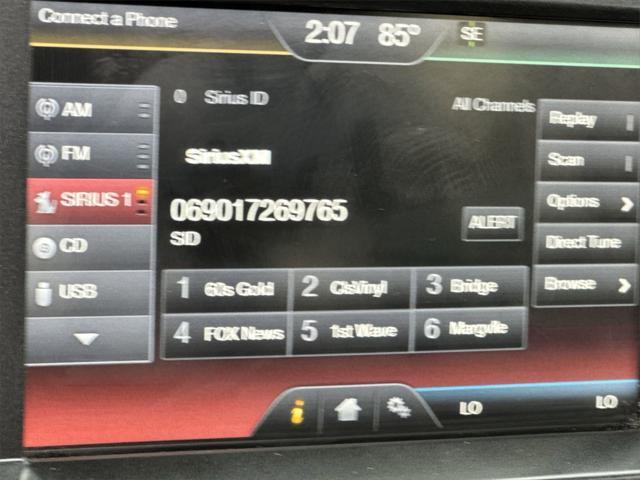 Connect a Phone
2:07 85° SE
AM
FM
SIRIUS 1
CD
USB
0 Sirius ID All Channels
SiriusXM
069017269765
SID
ALERT
Replay
Scan
Options
Direct Tune
Browse
1 60s Gold 2 ClsVinyl 3 Bridge
4 FOX News 5 1st Wave 6 Margvlle
LO LO